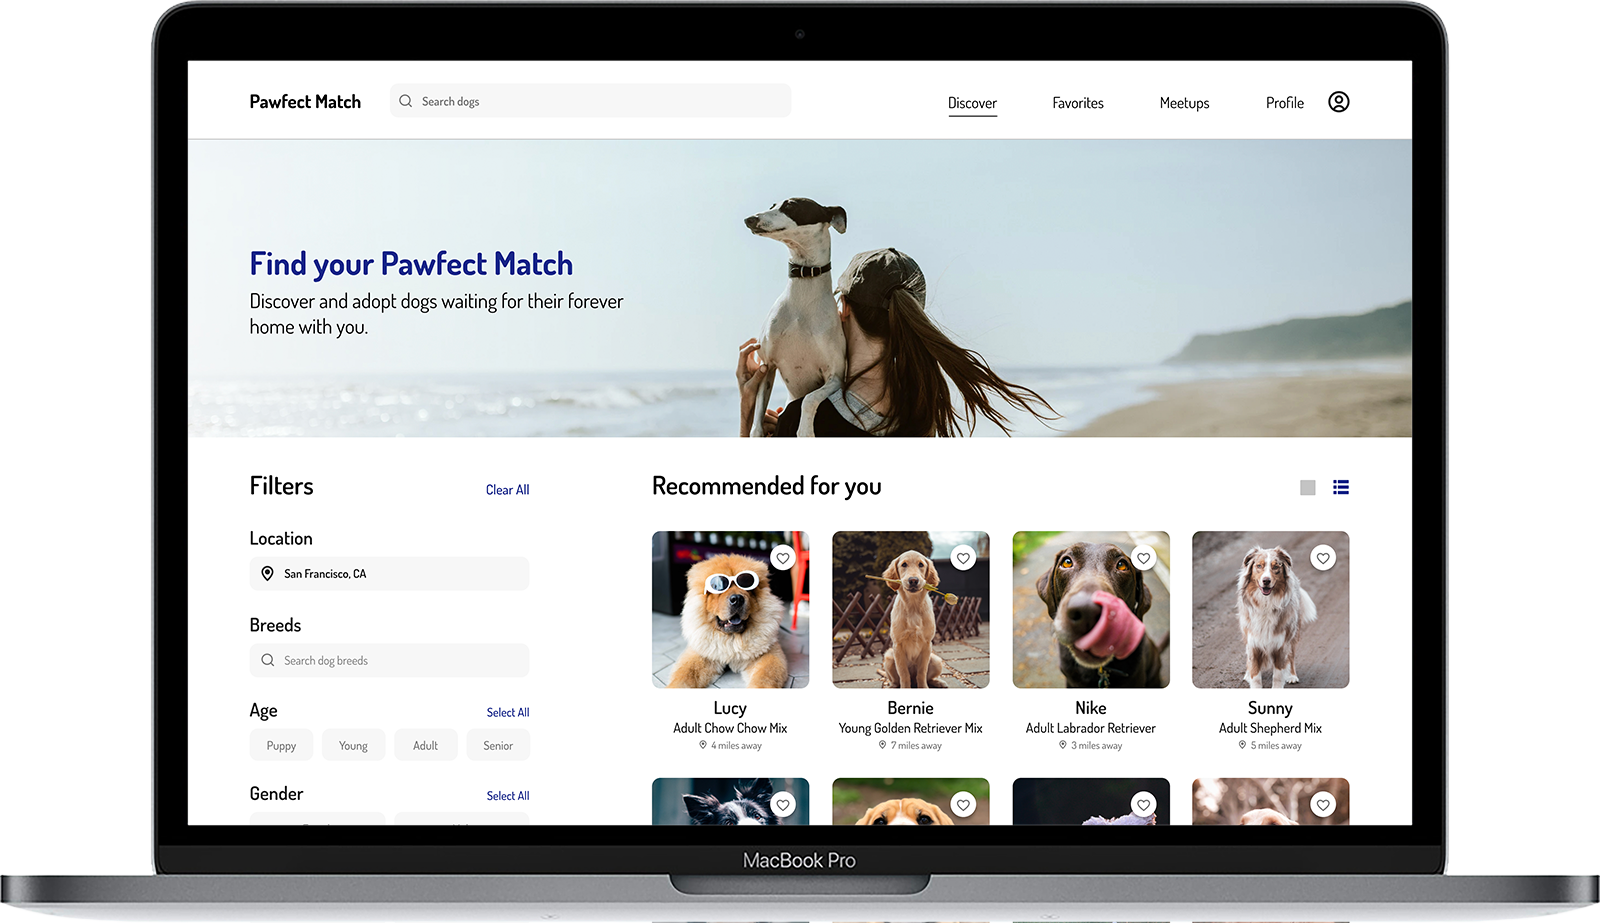 Pawfect Match
Search dogs
Discover
Favorites
Meetups
Profile
Find your Pawfect Match
Discover and adopt dogs waiting for their forever
home with you.
Filters
Clear All
Location
San Francisco, CA
Breeds
Search dog breeds
Age
Select All
Puppy
Young
Adult
Senior
Gender
Select All
Recommended for you
Lucy
Adult Chow Chow Mix
4 miles away
Bernie
Young Golden Retriever Mix
7 miles away
Nike
Adult Labrador Retriever
3 miles away
Sunny
Adult Shepherd Mix
5 miles away
MacBook Pro